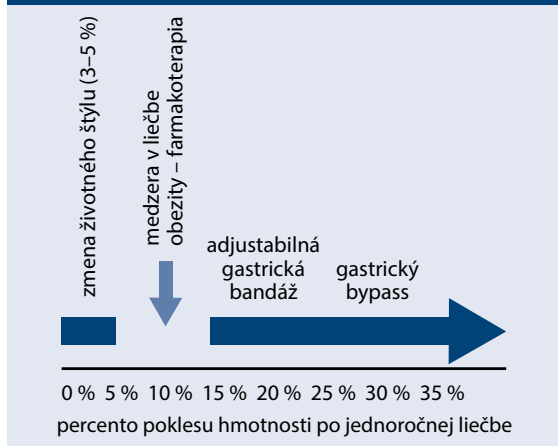 zmena životného štýlu (3–5 %)
medzera v liečbe
obezity – farmakoterapia
adjustabilná
gastrická
bandáž
gastrický
bypass
0 % 5 % 10 % 15 % 20 % 25 % 30 % 35 %
percento poklesu hmotnosti po jednoročnej liečbe